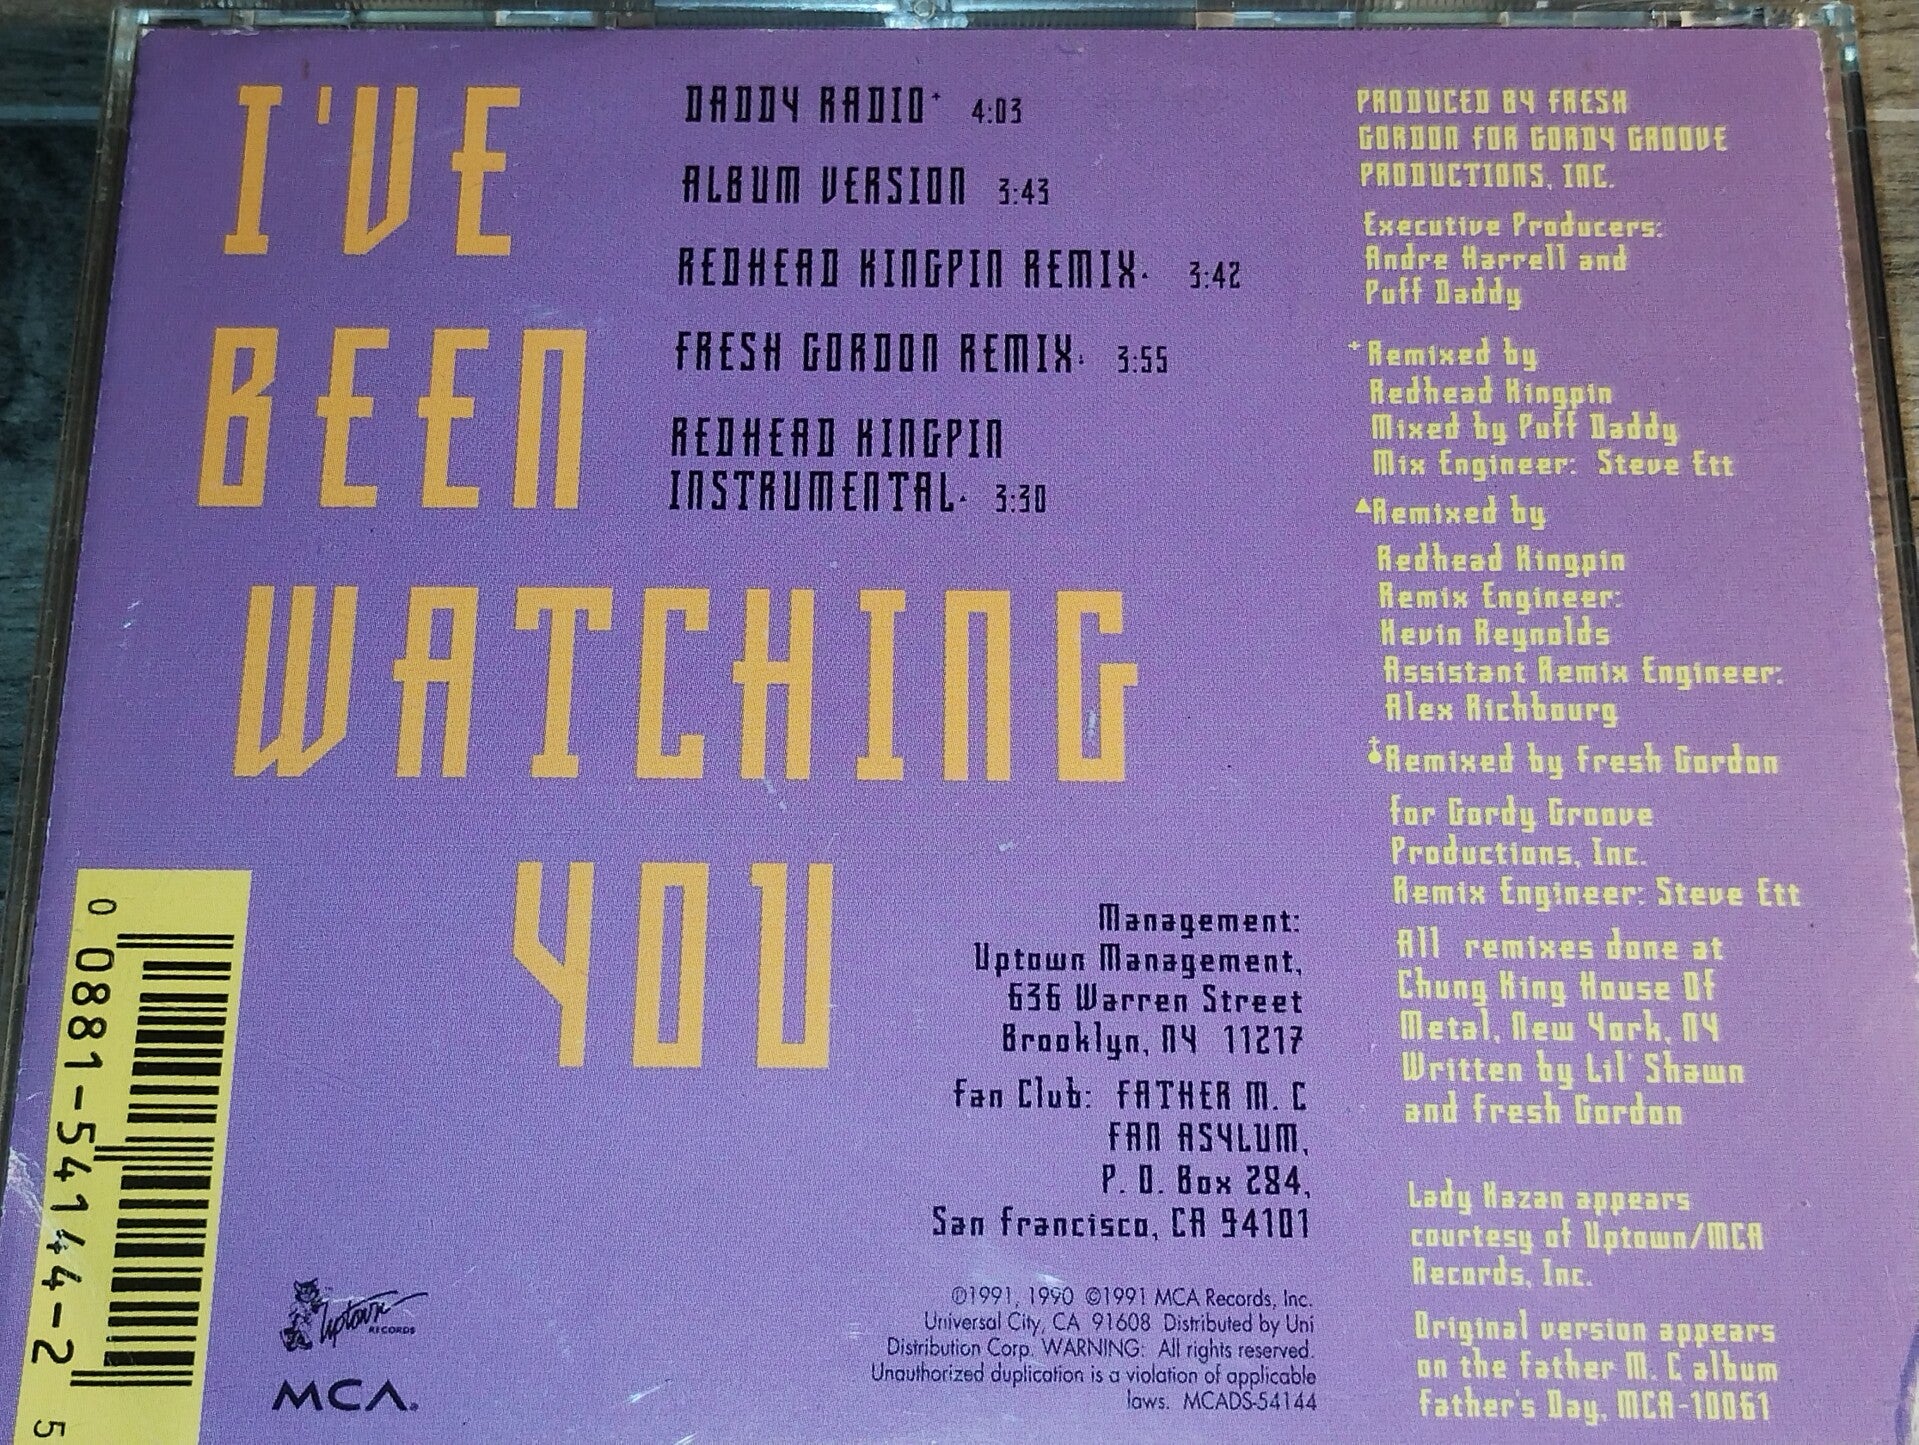 I'VE
BEEN
WATCHING
YOU
DADDY RADIO+ 4:03
ALBUM VERSION 3:43
REDHEAD KINGPIN REMIX▲ 3:42
FRESH GORDON REMIX 3:55
REDHEAD KINGPIN
INSTRUMENTAL▲ 3:30
PRODUCED BY FRESH
GORDON FOR GORDY GROOVE
PRODUCTIONS, INC.
Executive Producers:
Andre Harrell and
Puff Daddy
+Remixed by
Redhead Kingpin
Mixed by Puff Daddy
Mix Engineer: Steve Ett
▲Remixed by
Redhead Kingpin
Remix Engineer:
Kevin Reynolds
Assistant Remix Engineer:
Alex Richbourg
Remixed by Fresh Gordon
for Gordy Groove
Productions, Inc.
Remix Engineer: Steve Ett
All remixes done at
Chung King House Of
Metal, New York, NY
Written by Lil' Shawn
and Fresh Gordon
Lady Kazan appears
courtesy of Uptown/MCA
Records, Inc.
Original version appears
on the Father M. C album
Father's Day, MCA-10061
Management:
Uptown Management,
636 Warren Street
Brooklyn, NY 11217
Fan Club: FATHER M. C
FAN ASYLUM,
P. O. Box 284,
San Francisco, CA 94101
℗1991, 1990 ©1991 MCA Records, Inc.
Universal City, CA 91608 Distributed by Uni
Distribution Corp. WARNING: All rights reserved.
Unauthorized duplication is a violation of applicable
laws. MCADS-54144
Uptown
RECORDS
MCA.
0 0881-54144-2 5